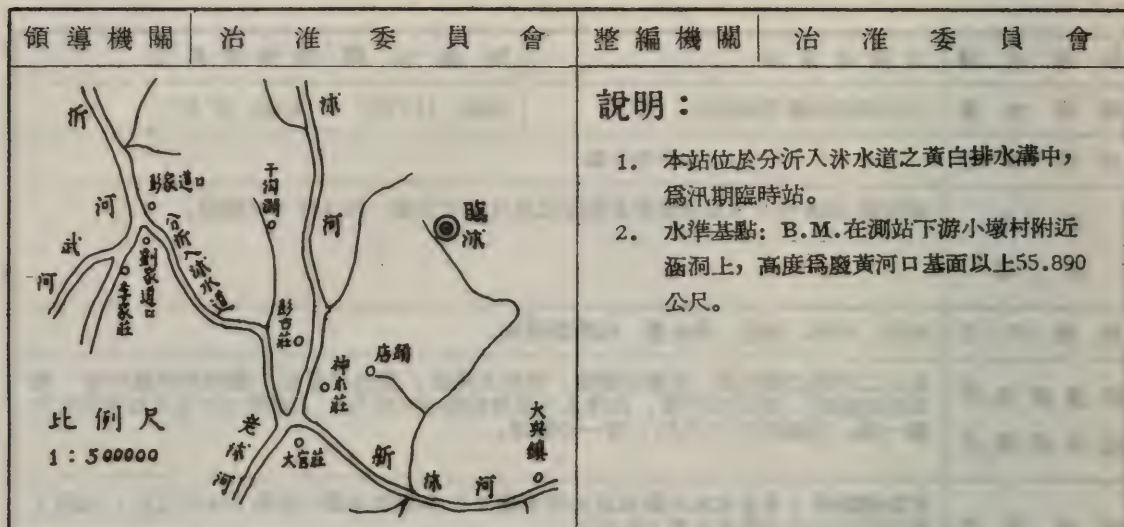 領導機關 治淮委員會 整編機關 治淮委員會
說明：
1. 本站位於分沂入沭水道之黃白排水溝中，
爲汛期臨時站。
2. 水準基點：B.M.在測站下游小墩村附近
涵洞上，高度爲廢黃河口基面以上55.890
公尺。
沂河
沭河
彭家道口
干溝淵
臨沭
武河
劉家道口
李家莊
分沂入沭水道
彭古莊
店頭
大興鎮
老沭河
大官莊
新沭河
比例尺
1：500000